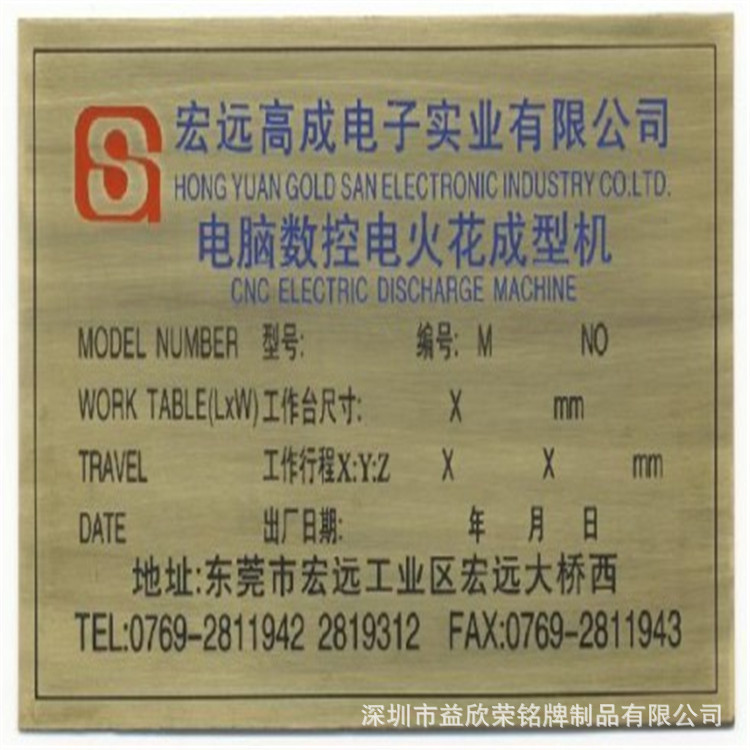 宏远高成电子实业有限公司
HONG YUAN GOLD SAN ELECTRONIC INDUSTRY CO.LTD.
电脑数控电火花成型机
CNC ELECTRIC DISCHARGE MACHINE
MODEL NUMBER 型号: 编号: M NO
WORK TABLE(LxW) 工作台尺寸: X mm
TRAVEL 工作行程X:Y:Z X X mm
DATE 出厂日期: 年 月 日
地址:东莞市宏远工业区宏远大桥西
TEL:0769-2811942 2819312 FAX:0769-2811943
深圳市益欣荣铭牌制品有限公司